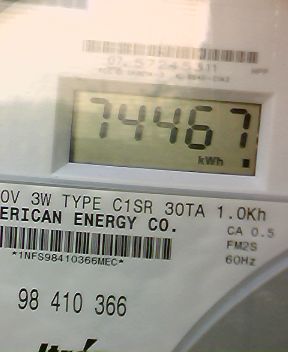 74467
kWh
0V 3W TYPE C1SR 30TA 1.0Kh
ERICAN ENERGY CO.
CA 0.5
FM2S
*1NFS98410366MEC*
60Hz
98 410 366